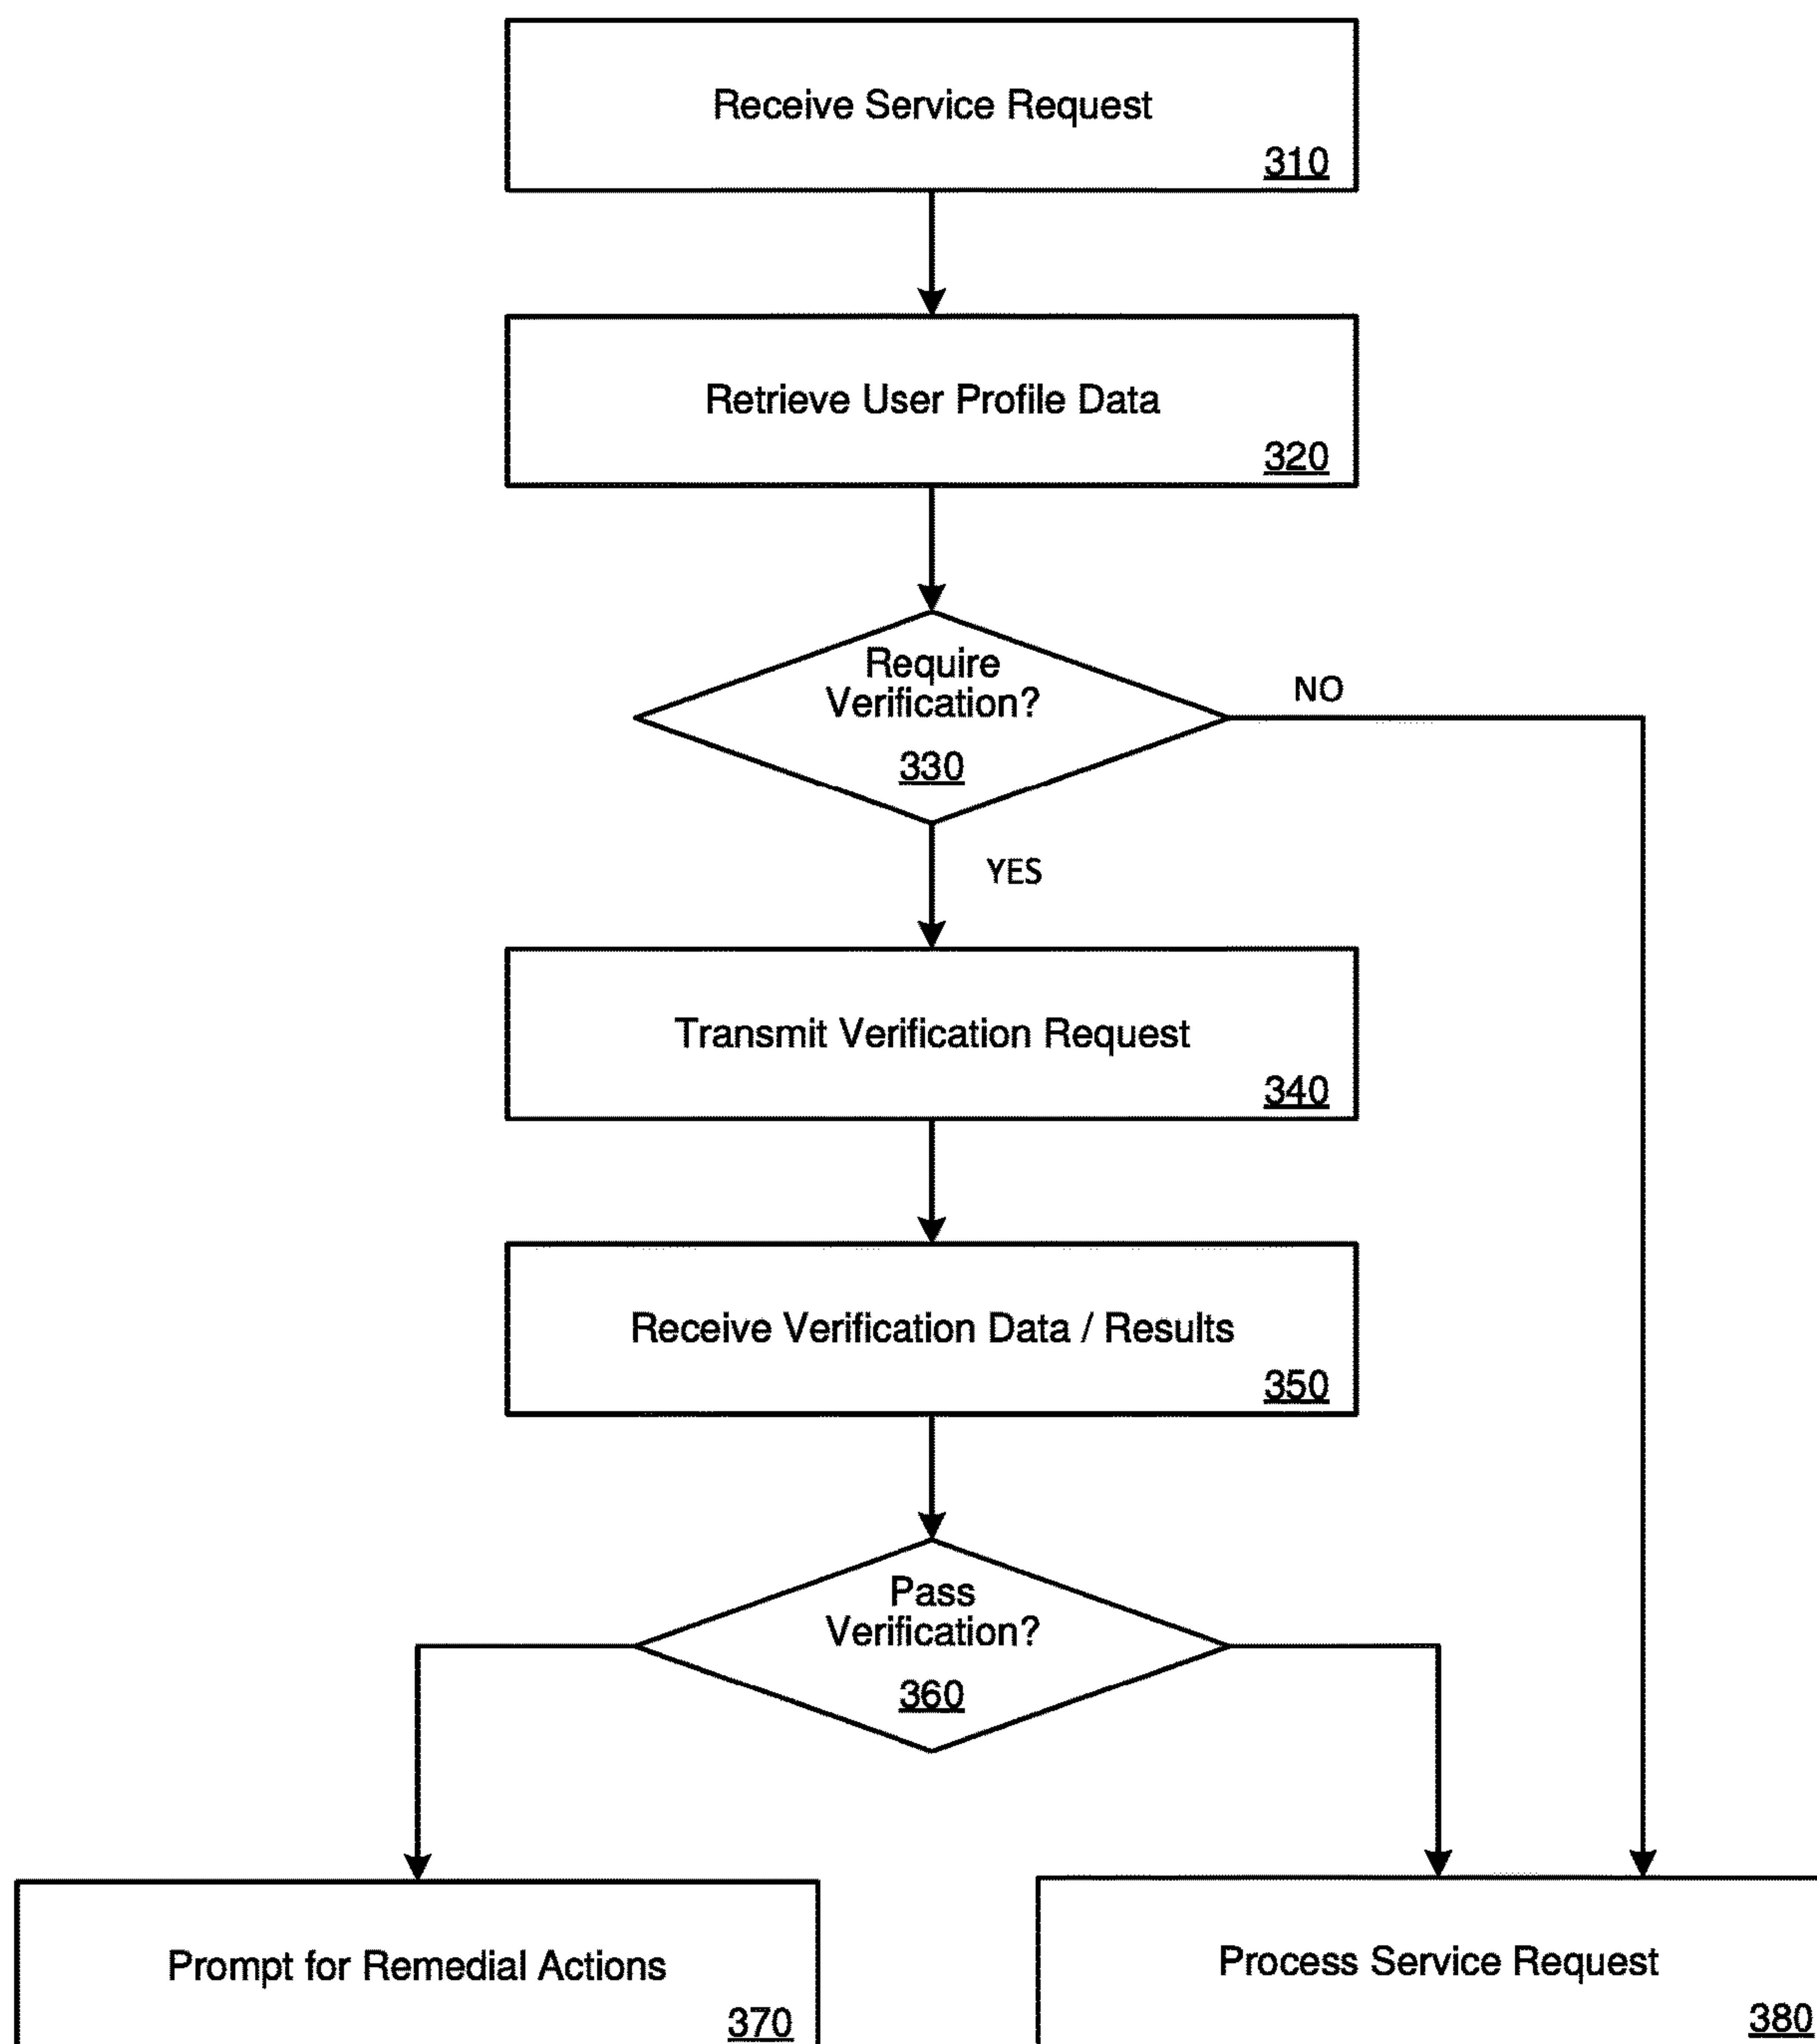 Receive Service Request
310
Retrieve User Profile Data
320
Require
Verification?
330
NO
YES
Transmit Verification Request
340
Receive Verification Data / Results
350
Pass
Verification?
360
Prompt for Remedial Actions
370
Process Service Request
380